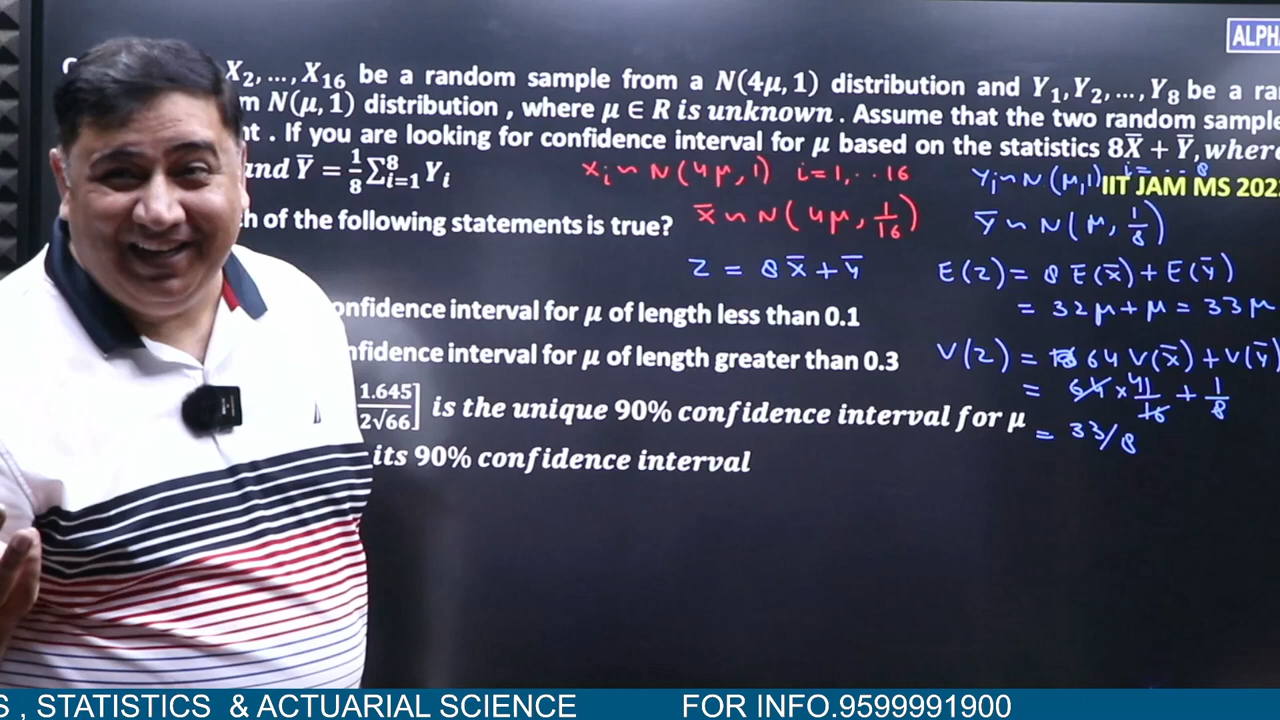 ALPH
X₂, …, X₁₆ be a random sample from a N(4μ, 1) distribution and Y₁, Y₂, …, Y₈ be a ra
m N(μ, 1) distribution , where μ ∈ R is unknown . Assume that the two random sample
nt . If you are looking for confidence interval for μ based on the statistics 8X̄ + Ȳ, where
and Ȳ = 1/8 Σ⁸ᵢ₌₁ Yᵢ
Xᵢ ~ N(4μ, 1) i = 1, .. 16
Yᵢ ~ N(μ, 1) i = .. 8
IIT JAM MS 202
h of the following statements is true?
X̄ ~ N(4μ, 1/16)
Ȳ ~ N(μ, 1/8)
Z = 8X̄ + Ȳ
E(Z) = 8 E(X̄) + E(Ȳ)
= 32μ + μ = 33μ
onfidence interval for μ of length less than 0.1
nfidence interval for μ of length greater than 0.3
V(Z) = 64 V(X̄) + V(Ȳ)
= 64 × 1/16 + 1/8
1.645/2√66] is the unique 90% confidence interval for μ
= 33/8
its 90% confidence interval
S , STATISTICS & ACTUARIAL SCIENCE FOR INFO.9599991900